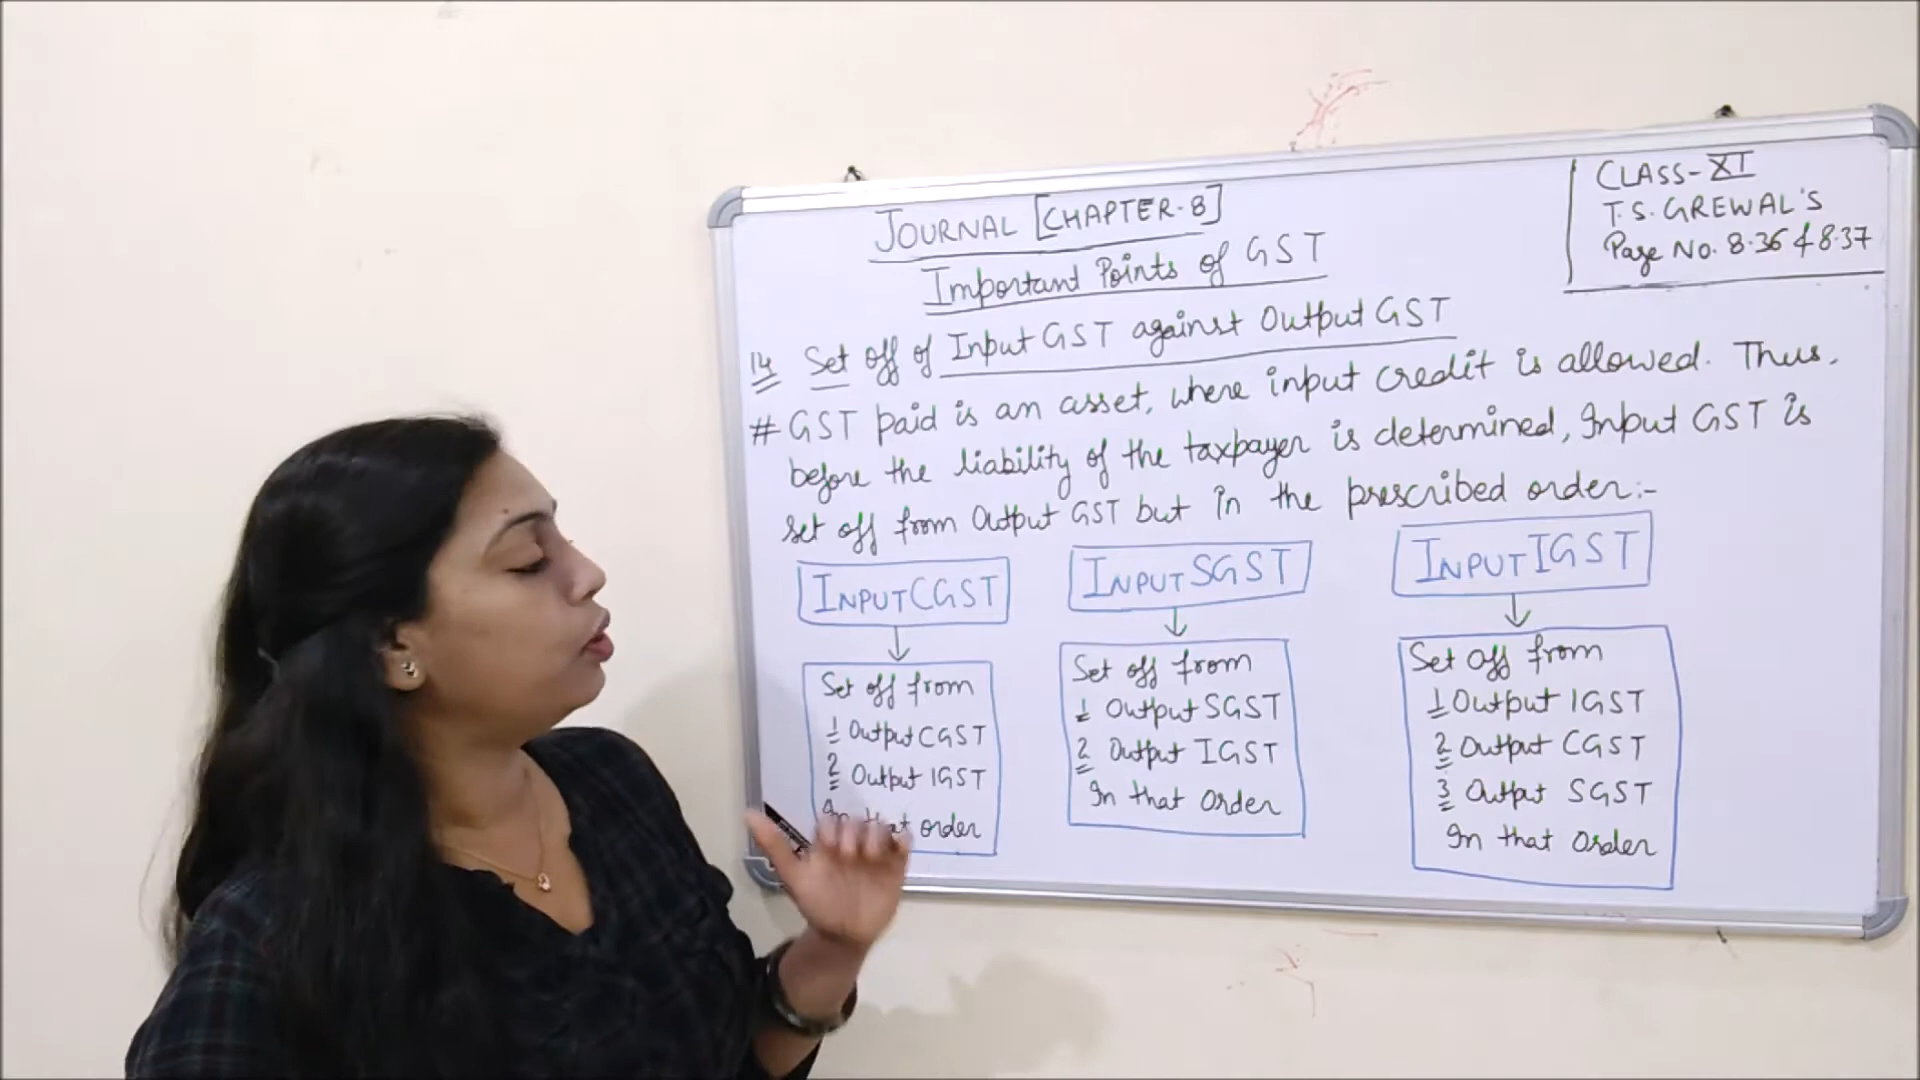 JOURNAL [CHAPTER-8]
Important Points of GST
CLASS-XI
T.S. GREWAL'S
Page No. 8.36 & 8.37
14 Set off of Input GST against Output GST
# GST paid is an asset, where input credit is allowed. Thus,
before the liability of the taxpayer is determined, Input GST is
set off from Output GST but in the prescribed order:-
INPUT CGST
Set off from
1 Output CGST
2 Output IGST
In that order
INPUT SGST
Set off from
1 Output SGST
2 Output IGST
In that order
INPUT IGST
Set off from
1 Output IGST
2 Output CGST
3 Output SGST
In that order